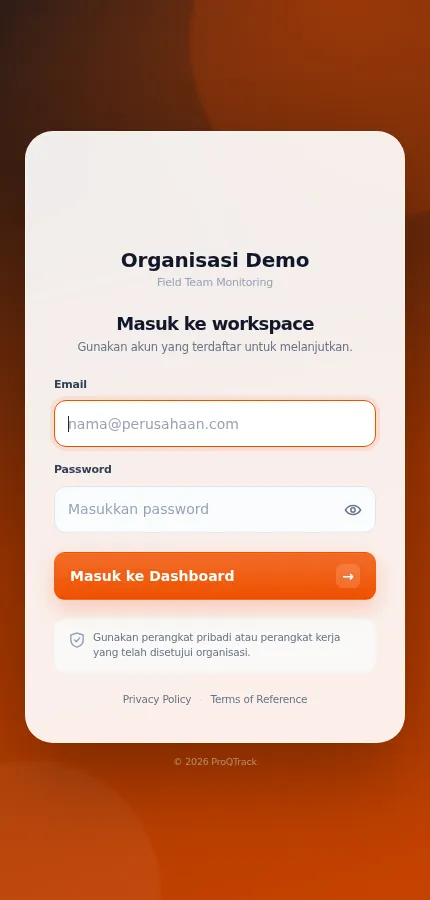 Organisasi Demo
Field Team Monitoring
Masuk ke workspace
Gunakan akun yang terdaftar untuk melanjutkan.
Email
nama@perusahaan.com
Password
Masukkan password
Masuk ke Dashboard →
Gunakan perangkat pribadi atau perangkat kerja
yang telah disetujui organisasi.
Privacy Policy · Terms of Reference
© 2026 ProQTrack